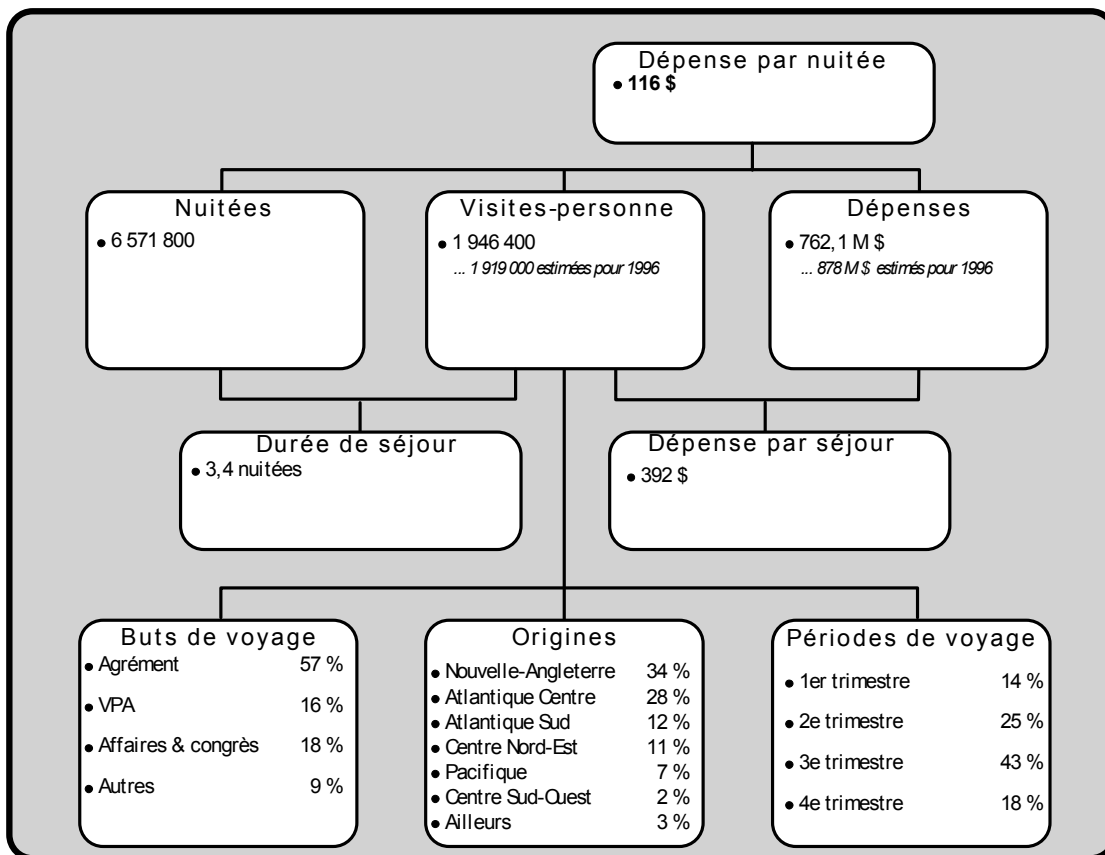 Dépense par nuitée
• 116 $
Nuitées
• 6 571 800
Visites-personne
• 1 946 400
... 1 919 000 estimées pour 1996
Dépenses
• 762,1 M $
... 878 M $ estimés pour 1996
Durée de séjour
• 3,4 nuitées
Dépense par séjour
• 392 $
Buts de voyage
• Agrément 57 %
• VPA 16 %
• Affaires & congrès 18 %
• Autres 9 %
Origines
• Nouvelle-Angleterre 34 %
• Atlantique Centre 28 %
• Atlantique Sud 12 %
• Centre Nord-Est 11 %
• Pacifique 7 %
• Centre Sud-Ouest 2 %
• Ailleurs 3 %
Périodes de voyage
• 1er trimestre 14 %
• 2e trimestre 25 %
• 3e trimestre 43 %
• 4e trimestre 18 %